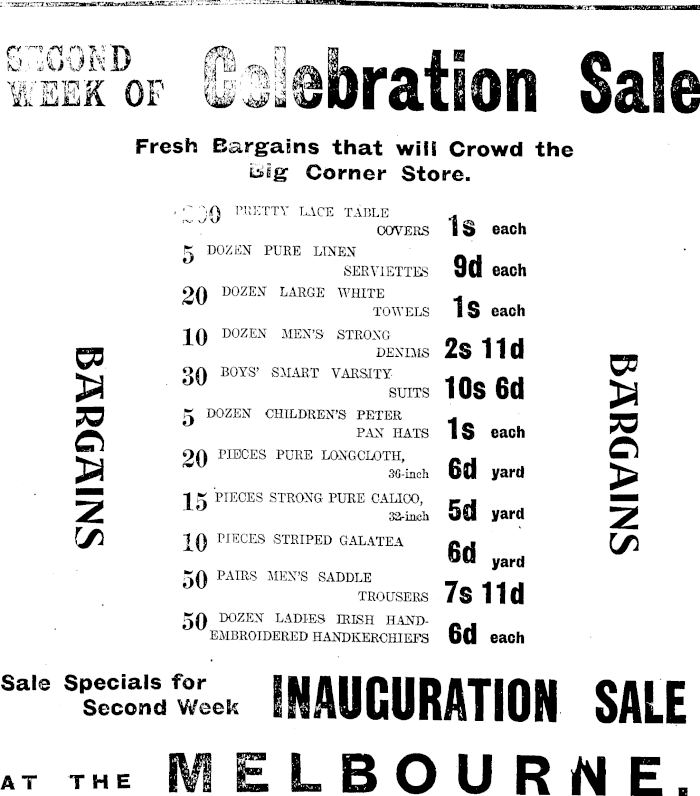 SECOND
WEEK OF Celebration Sale
Fresh Bargains that will Crowd the
Big Corner Store.
BARGAINS
200 PRETTY LACE TABLE
COVERS 1s each
5 DOZEN PURE LINEN
SERVIETTES 9d each
20 DOZEN LARGE WHITE
TOWELS 1s each
10 DOZEN MEN'S STRONG
DENIMS 2s 11d
30 BOYS' SMART VARSITY
SUITS 10s 6d
5 DOZEN CHILDREN'S PETER
PAN HATS 1s each
20 PIECES PURE LONGCLOTH,
36-inch 6d yard
15 PIECES STRONG PURE CALICO,
32-inch 5d yard
10 PIECES STRIPED GALATEA
6d yard
50 PAIRS MEN'S SADDLE
TROUSERS 7s 11d
50 DOZEN LADIES IRISH HAND-
EMBROIDERED HANDKERCHIEFS 6d each
BARGAINS
Sale Specials for
Second Week INAUGURATION SALE
AT THE MELBOURNE.